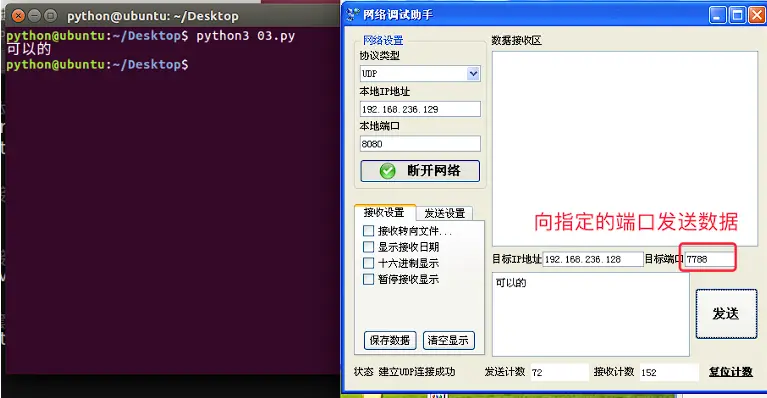 python@ubuntu: ~/Desktop
python@ubuntu:~/Desktop$ python3 03.py
可以的
python@ubuntu:~/Desktop$
网络调试助手
网络设置
协议类型
UDP
本地IP地址
192.168.236.129
本地端口
8080
断开网络
接收设置
发送设置
接收转向文件...
显示接收日期
十六进制显示
暂停接收显示
保存数据
清空显示
数据接收区
向指定的端口发送数据
目标IP地址 192.168.236.128 目标端口 7788
可以的
发送
状态 建立UDP连接成功 发送计数 72 接收计数 152 复位计数